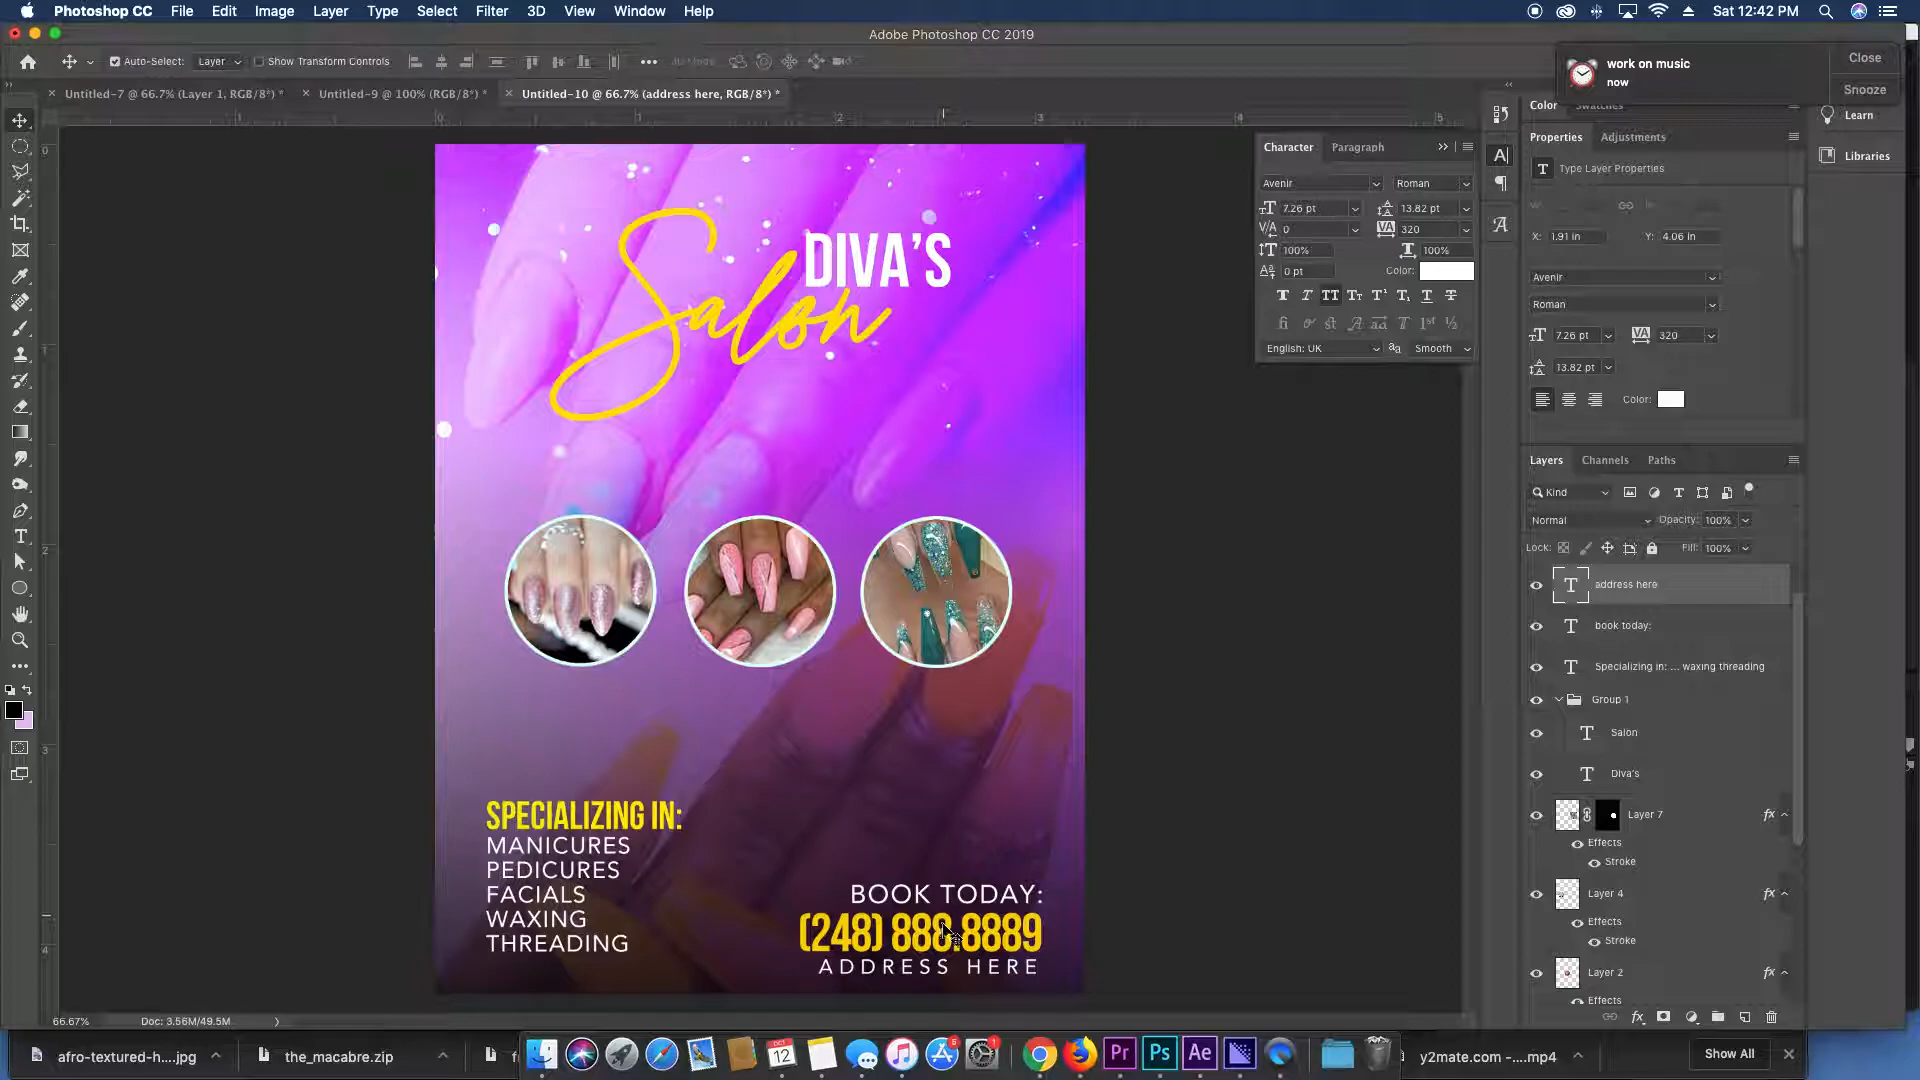 Photoshop CC File Edit Image Layer Type Select Filter 3D View Window Help Sat 12:42 PM
Adobe Photoshop CC 2019
Auto-Select: Layer Show Transform Controls
work on music
now
Close
Snooze
Untitled-7 @ 66.7% (Layer 1, RGB/8*) *
Untitled-9 @ 100% (RGB/8*) *
Untitled-10 @ 66.7% (address here, RGB/8*) *
Color Swatches
Learn
Libraries
Properties Adjustments
Type Layer Properties
X: 1.91 in Y: 4.06 in
Avenir
Roman
7.26 pt 320
13.82 pt
Color:
Character Paragraph
Avenir Roman
7.26 pt 13.82 pt
0 320
100% 100%
0 pt Color:
English: UK Smooth
DIVA'S
Salon
SPECIALIZING IN:
MANICURES
PEDICURES
FACIALS
WAXING
THREADING
BOOK TODAY:
(248) 888.8889
ADDRESS HERE
Layers Channels Paths
Kind
Normal Opacity: 100%
Lock: Fill: 100%
address here
book today:
Specializing in: ... waxing threading
Group 1
Salon
Diva's
Layer 7
Effects
Stroke
Layer 4
Effects
Stroke
Layer 2
Effects
66.67% Doc: 3.56M/49.5M
afro-textured-h....jpg
the_macabre.zip
OCT
12
Pr Ps Ae
y2mate.com -....mp4
Show All